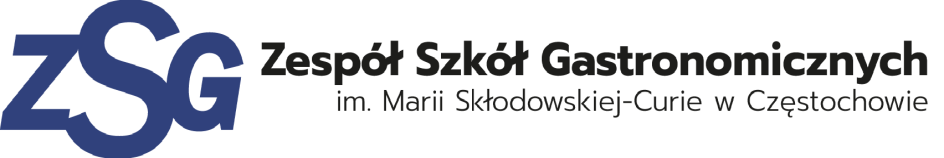 ZSG
Zespół Szkół Gastronomicznych
im. Marii Skłodowskiej-Curie w Częstochowie